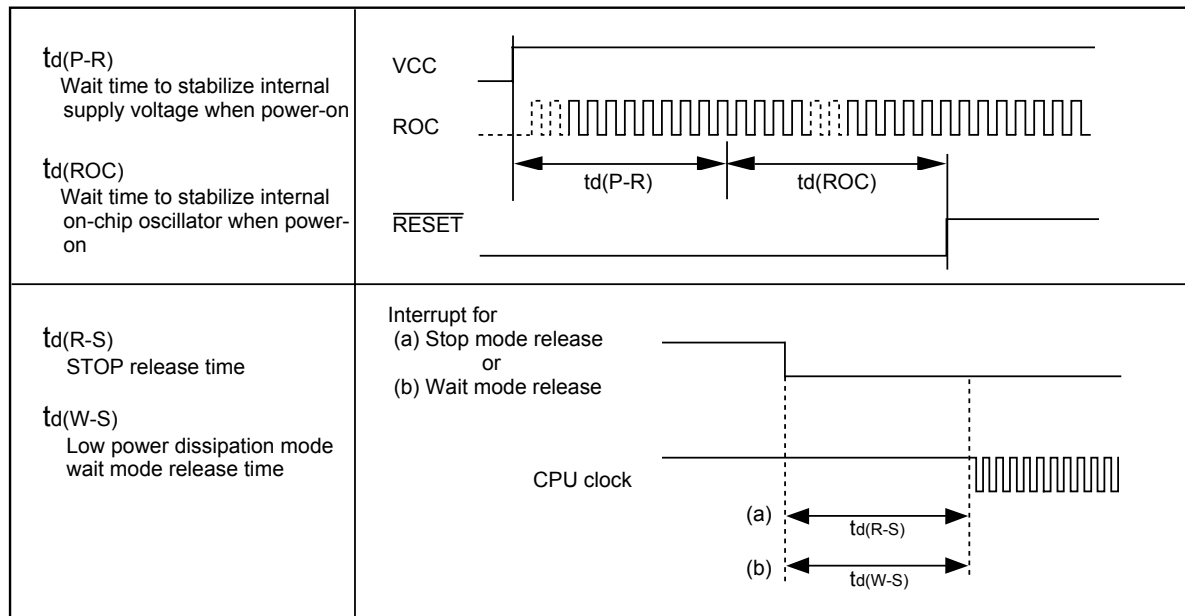 td(P-R)
Wait time to stabilize internal
supply voltage when power-on
td(ROC)
Wait time to stabilize internal
on-chip oscillator when power-
on
VCC
ROC
td(P-R)
td(ROC)
RESET
td(R-S)
STOP release time
td(W-S)
Low power dissipation mode
wait mode release time
Interrupt for
(a) Stop mode release
or
(b) Wait mode release
CPU clock
(a)
td(R-S)
(b)
td(W-S)